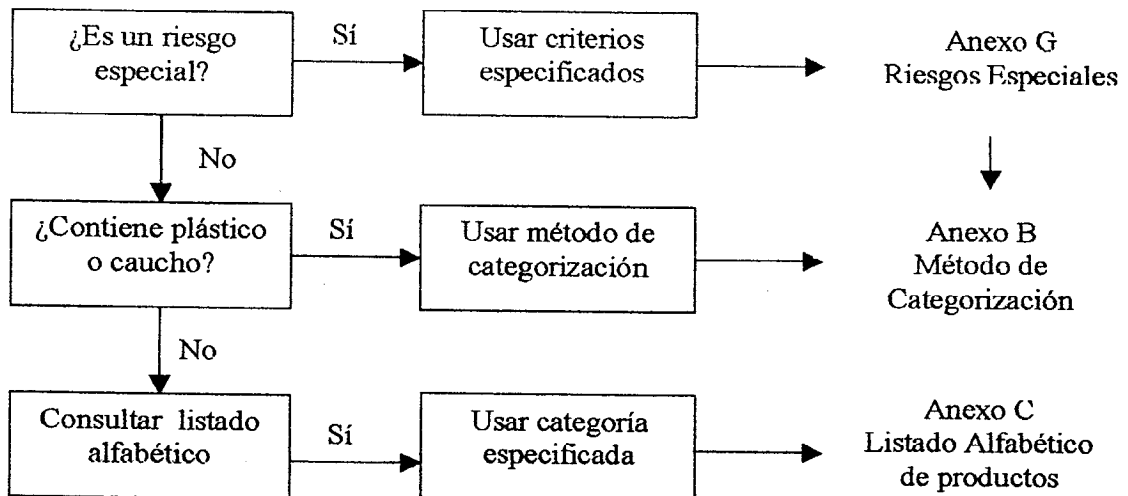 ¿Es un riesgo
especial?
Sí
Usar criterios
especificados
Anexo G
Riesgos Especiales
No
¿Contiene plástico
o caucho?
Sí
Usar método de
categorización
Anexo B
Método de
Categorización
No
Consultar listado
alfabético
Sí
Usar categoría
especificada
Anexo C
Listado Alfabético
de productos